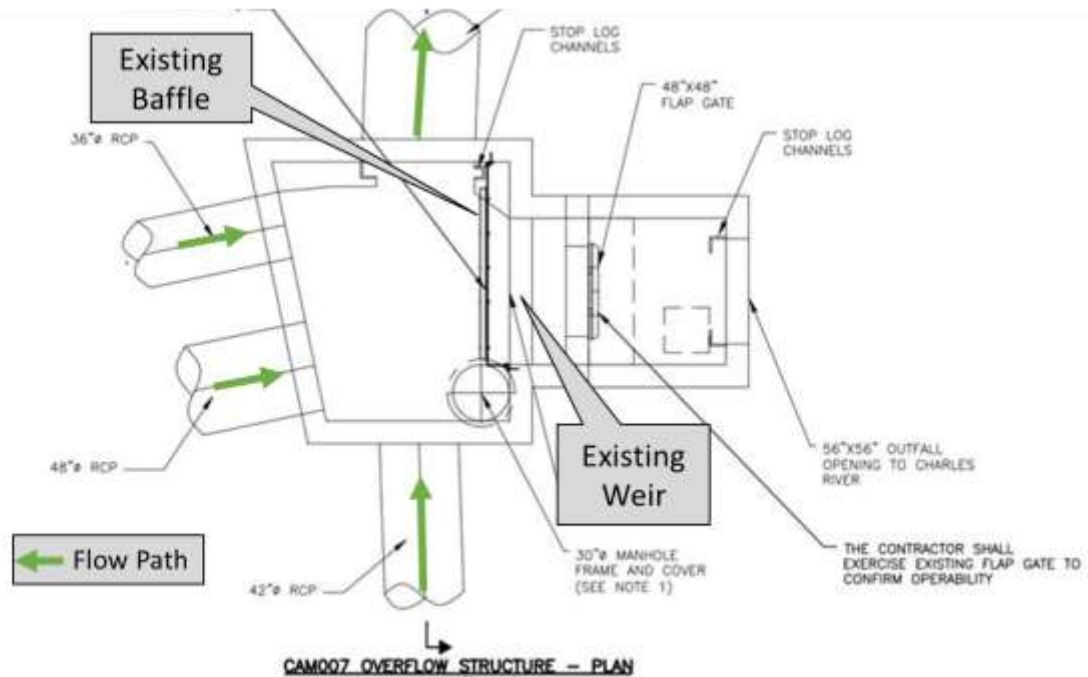 STOP LOG
CHANNELS
Existing
Baffle
48"X48"
FLAP GATE
36"ø RCP
STOP LOG
CHANNELS
48"ø RCP
Existing
Weir
56"X56" OUTFALL
OPENING TO CHARLES
RIVER
Flow Path
42"ø RCP
30"ø MANHOLE
FRAME AND COVER
(SEE NOTE 1)
THE CONTRACTOR SHALL
EXERCISE EXISTING FLAP GATE TO
CONFIRM OPERABILITY
CAM007 OVERFLOW STRUCTURE – PLAN